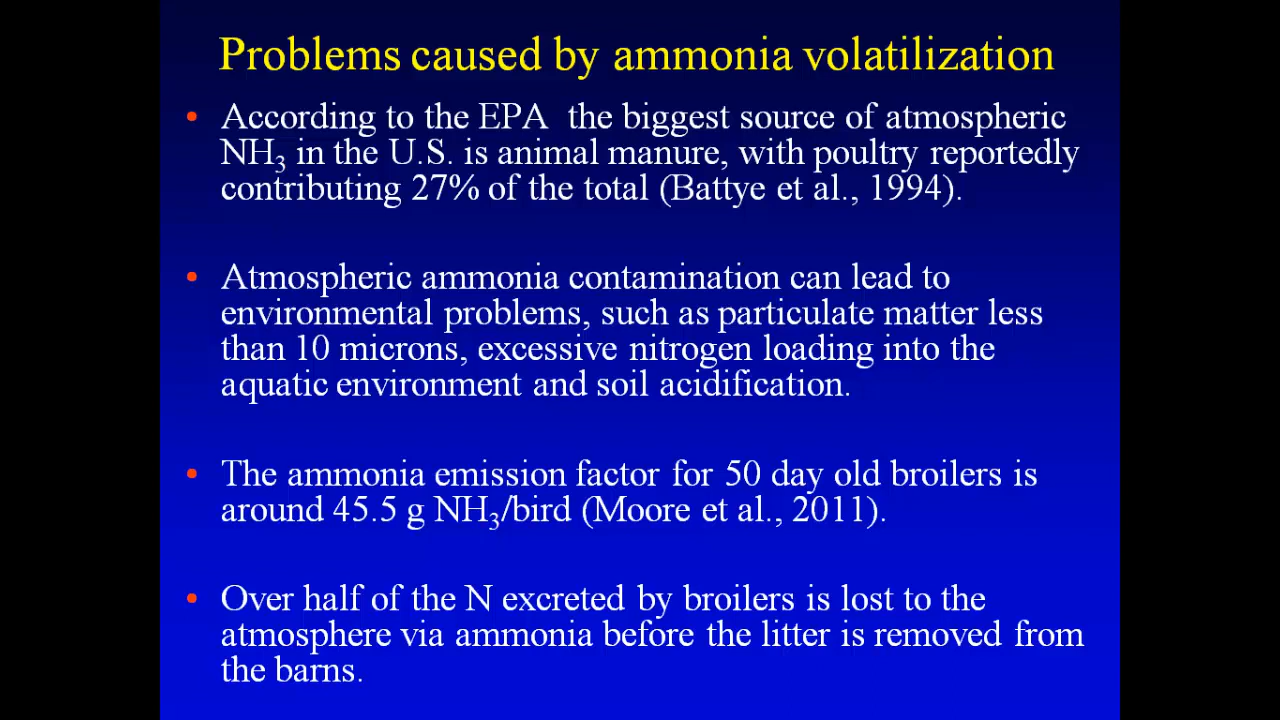 Problems caused by ammonia volatilization
• According to the EPA  the biggest source of atmospheric
NH₃ in the U.S. is animal manure, with poultry reportedly
contributing 27% of the total (Battye et al., 1994).
• Atmospheric ammonia contamination can lead to
environmental problems, such as particulate matter less
than 10 microns, excessive nitrogen loading into the
aquatic environment and soil acidification.
• The ammonia emission factor for 50 day old broilers is
around 45.5 g NH₃/bird (Moore et al., 2011).
• Over half of the N excreted by broilers is lost to the
atmosphere via ammonia before the litter is removed from
the barns.